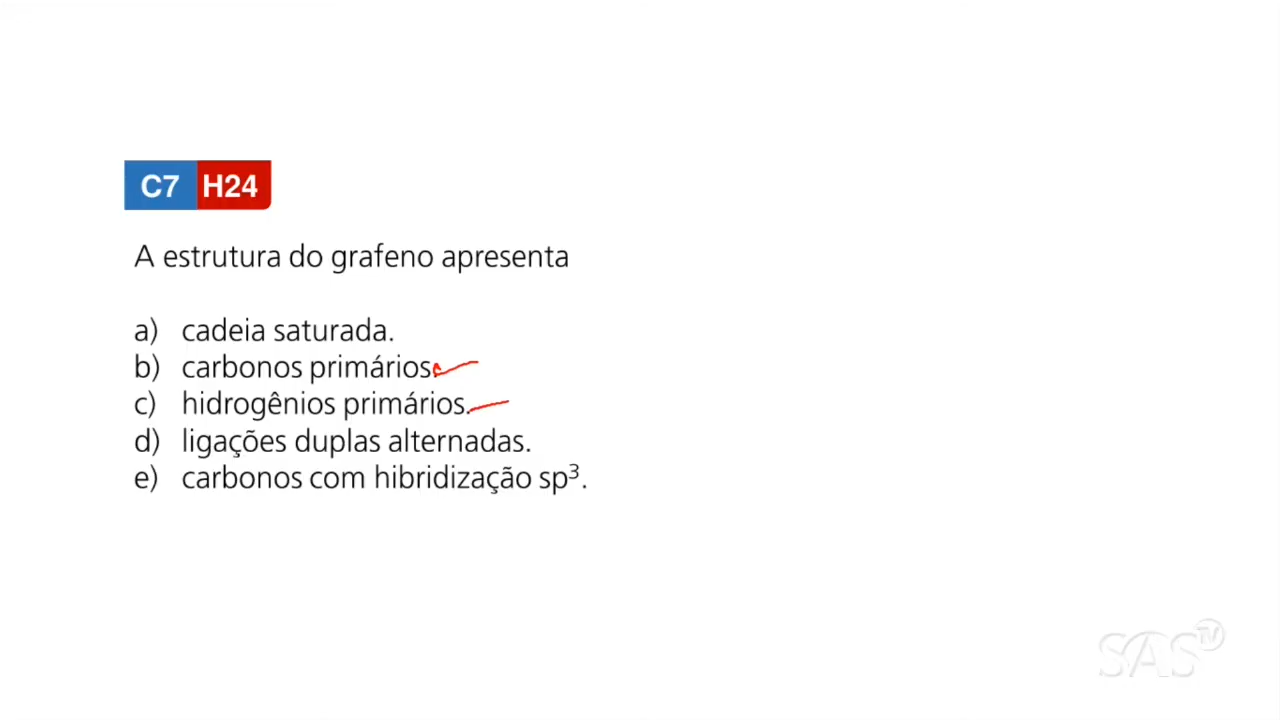 C7 H24
A estrutura do grafeno apresenta
a) cadeia saturada.
b) carbonos primários.
c) hidrogênios primários.
d) ligações duplas alternadas.
e) carbonos com hibridização sp³.
SAS TV